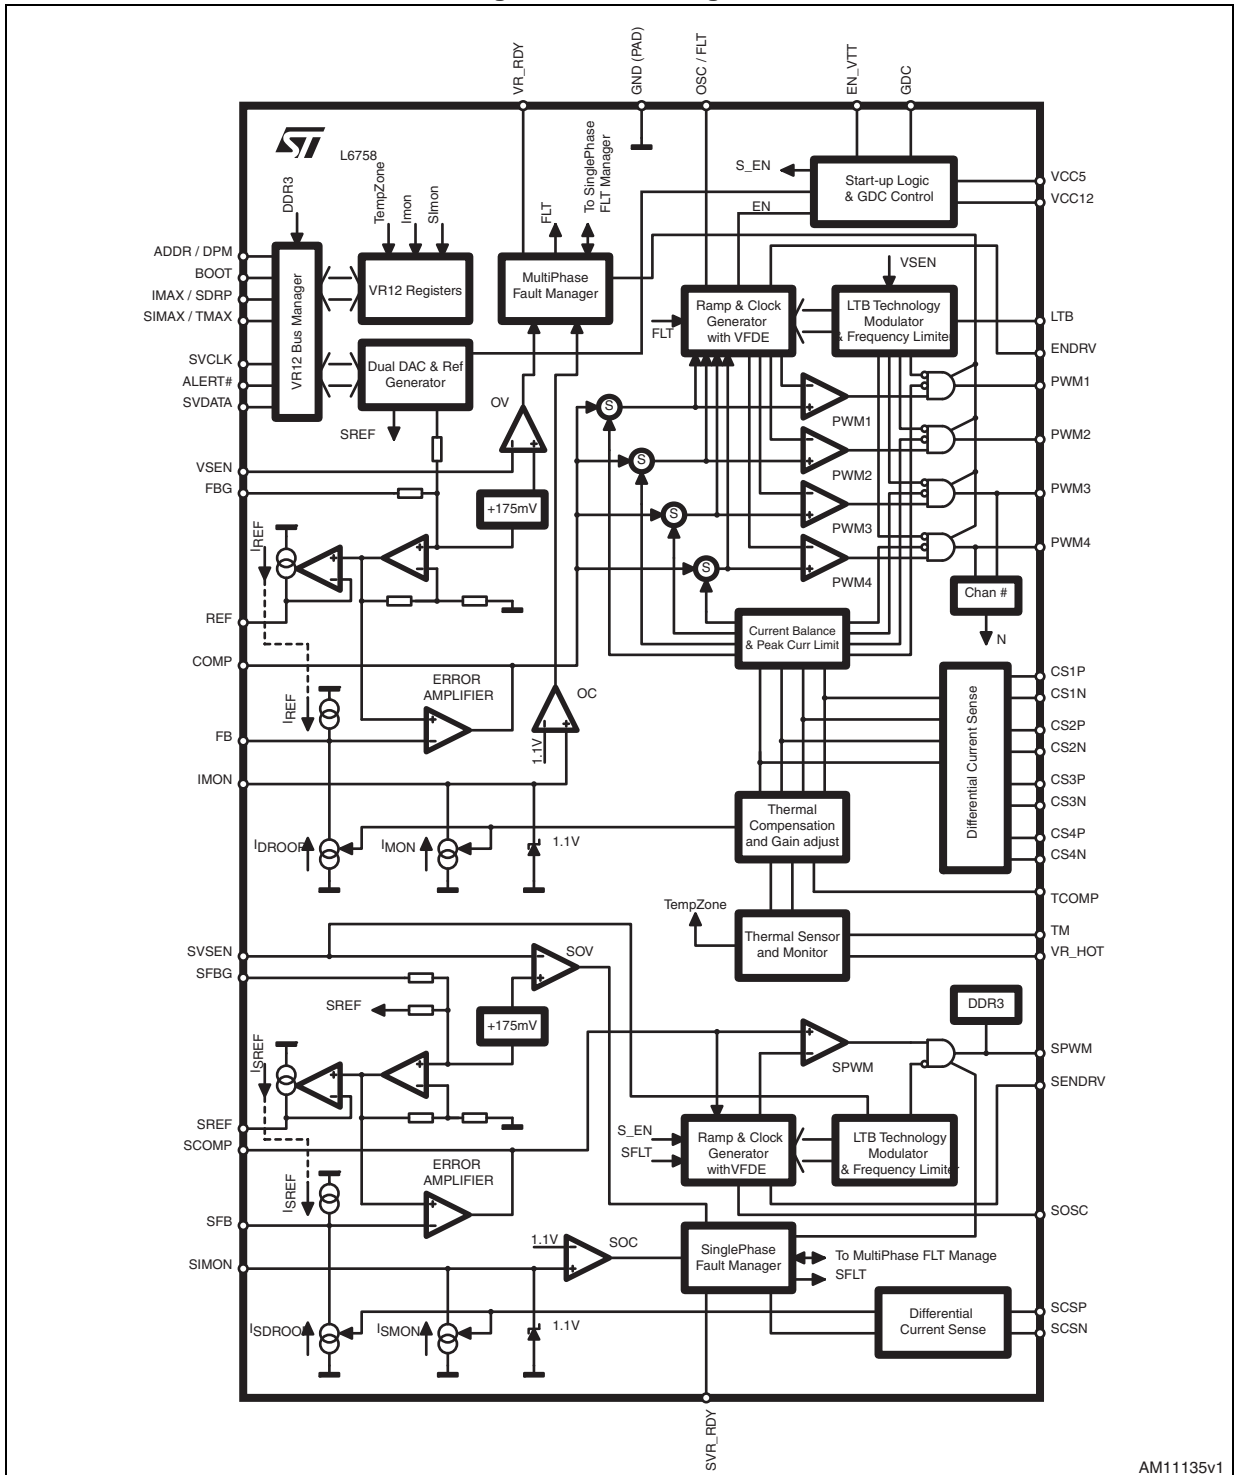 VR_RDY
GND (PAD)
OSC / FLT
EN_VTT
GDC
ST
L6758
DDR3
TempZone
Imon
SImon
FLT
To SinglePhase
FLT Manager
S_EN
EN
Start-up Logic
& GDC Control
VCC5
VCC12
ADDR / DPM
BOOT
IMAX / SDRP
SIMAX / TMAX
SVCLK
ALERT#
SVDATA
VR12 Bus Manager
VR12 Registers
Dual DAC & Ref
Generator
SREF
MultiPhase
Fault Manager
FLT
Ramp & Clock
Generator
with VFDE
VSEN
LTB Technology
Modulator
& Frequency Limiter
LTB
ENDRV
PWM1
PWM2
PWM3
PWM4
OV
S
S
S
S
PWM1
PWM2
PWM3
PWM4
VSEN
FBG
+175mV
IREF
REF
COMP
Chan #
N
Current Balance
& Peak Curr Limit
ERROR
AMPLIFIER
OC
1.1V
IREF
FB
IMON
Differential Current Sense
CS1P
CS1N
CS2P
CS2N
CS3P
CS3N
CS4P
CS4N
IDROOP
IMON
1.1V
Thermal
Compensation
and Gain adjust
TCOMP
TempZone
Thermal Sensor
and Monitor
TM
VR_HOT
SVSEN
SFBG
SREF
SOV
+175mV
DDR3
SPWM
SPWM
SENDRV
ISREF
SREF
SCOMP
S_EN
SFLT
Ramp & Clock
Generator
withVFDE
LTB Technology
Modulator
& Frequency Limiter
ERROR
AMPLIFIER
ISREF
SFB
SOSC
SIMON
1.1V
SOC
SinglePhase
Fault Manager
To MultiPhase FLT Manage
SFLT
ISDROOP
ISMON
1.1V
Differential
Current Sense
SCSP
SCSN
SVR_RDY
AM11135v1